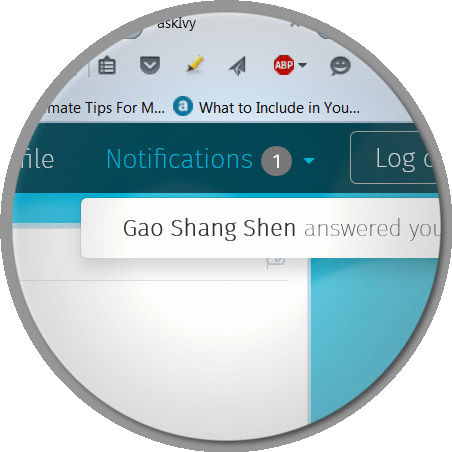 askIvy
ABP
mate Tips For M... a What to Include in You...
file Notifications 1 Log
Gao Shang Shen answered you